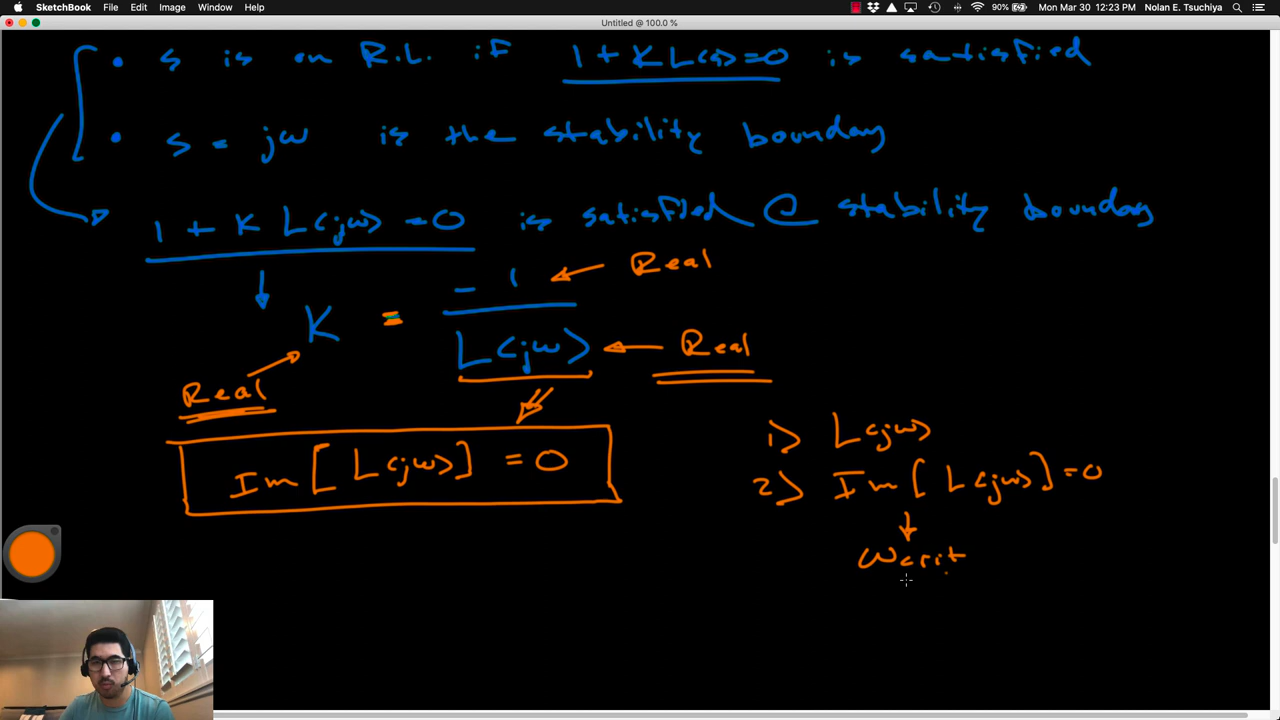 SketchBook File Edit Image Window Help 90% Mon Mar 30 12:23 PM Nolan E. Tsuchiya
Untitled @ 100.0 %
• s is on R.L. if 1 + K L(s) = 0 is satisfied
• s = jω is the stability boundary
1 + K L(jω) = 0 is satisfied @ stability boundary
K = -1 / L(jω)
Real
Real
Real
Im[ L(jω) ] = 0
1) L(jω)
2) Im[ L(jω) ] = 0
ωcrit